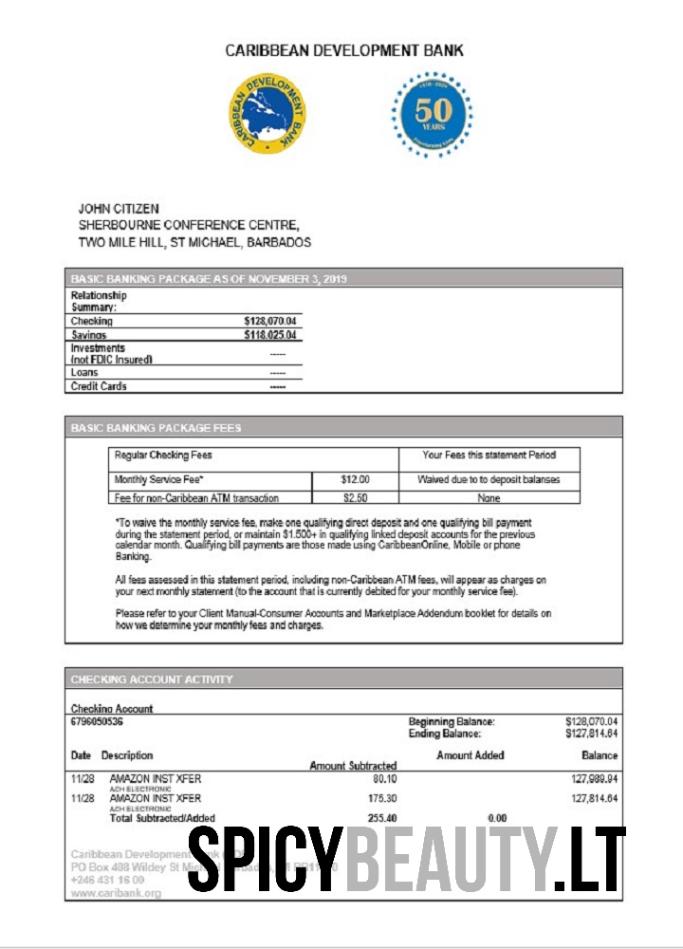 CARIBBEAN DEVELOPMENT BANK
CARIBBEAN DEVELOPMENT BANK
50
YEARS
JOHN CITIZEN
SHERBOURNE CONFERENCE CENTRE,
TWO MILE HILL, ST MICHAEL, BARBADOS
BASIC BANKING PACKAGE AS OF NOVEMBER 3, 2019
Relationship
Summary:
Checking $128,070.04
Savings $118,025.04
Investments
(not FDIC Insured) -----
Loans -----
Credit Cards -----
BASIC BANKING PACKAGE FEES
Regular Checking Fees Your Fees this statement Period
Monthly Service Fee* $12.00 Waived due to to deposit balanses
Fee for non-Caribbean ATM transaction $2.50 None
*To waive the monthly service fee, make one qualifying direct deposit and one qualifying bill payment
during the statement period, or maintain $1.500+ in qualifying linked deposit accounts for the previous
calendar month. Qualifying bill payments are those made using CaribbeanOnline, Mobile or phone
Banking.
All fees assessed in this statement period, including non-Caribbean ATM fees, will appear as charges on
your next monthly statement (to the account that is currently debited for your monthly service fee).
Please refer to your Client Manual-Consumer Accounts and Marketplace Addendum booklet for details on
how we determine your monthly fees and charges.
CHECKING ACCOUNT ACTIVITY
Checking Account
6796050536 Beginning Balance: $128,070.04
Ending Balance: $127,814.64
Date Description Amount Subtracted Amount Added Balance
11/28 AMAZON INST XFER 80.10 127,989.94
ACH ELECTRONIC
11/28 AMAZON INST XFER 175.30 127,814.64
ACH ELECTRONIC
Total Subtracted/Added 255.40 0.00
Caribbean Development
PO Box 408 Wildey St
+246 431 16 00
www.caribank.org
SPICYBEAUTY.LT